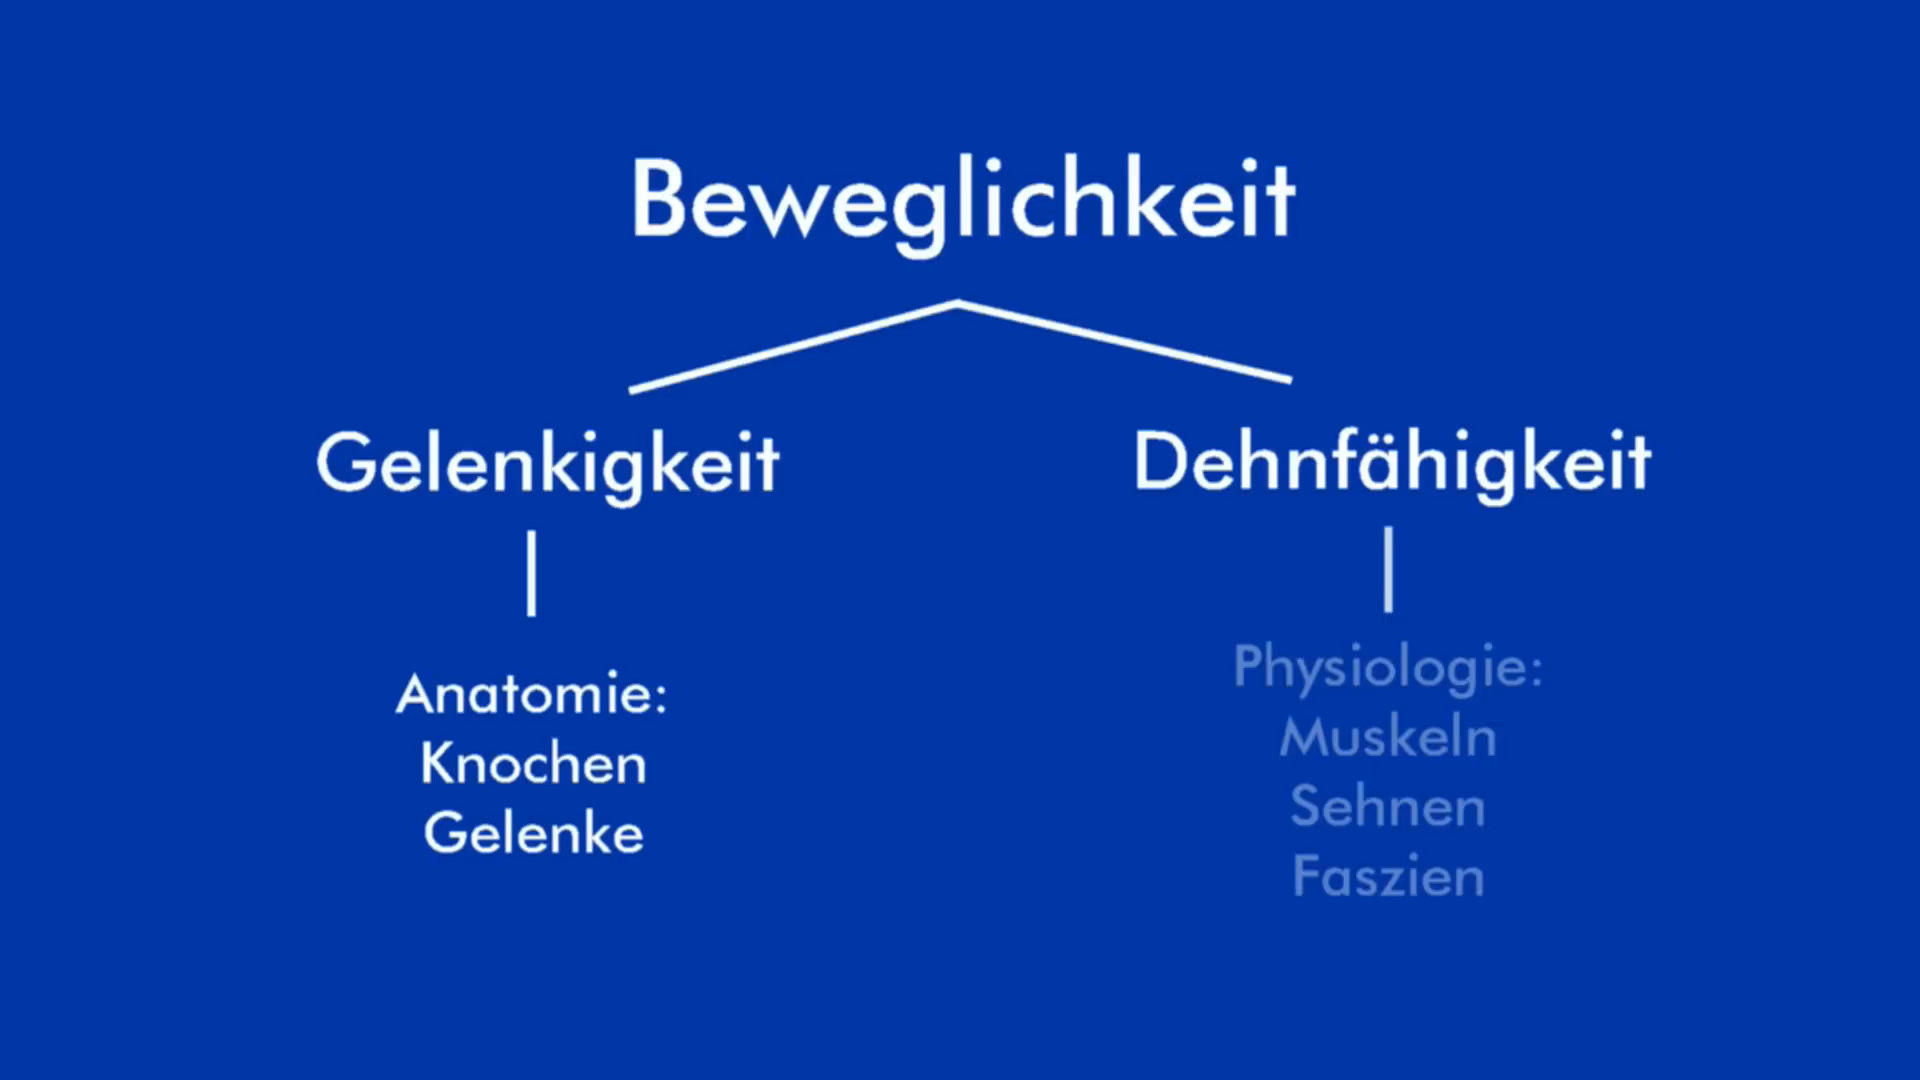 Beweglichkeit
Gelenkigkeit
Dehnfähigkeit
Anatomie:
Knochen
Gelenke
Physiologie:
Muskeln
Sehnen
Faszien